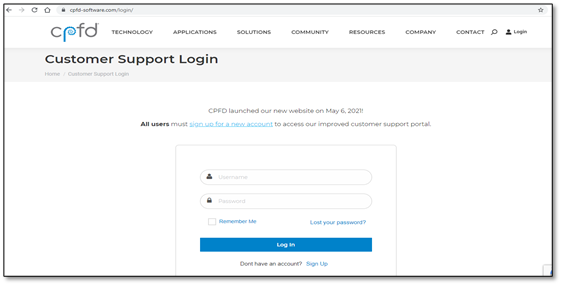 cpfd-software.com/login/
cpfd
TECHNOLOGY APPLICATIONS SOLUTIONS COMMUNITY RESOURCES COMPANY CONTACT Login
Customer Support Login
Home / Customer Support Login
CPFD launched our new website on May 6, 2021!
All users must sign up for a new account to access our improved customer support portal.
Username
Password
Remember Me Lost your password?
Log In
Dont have an account? Sign Up